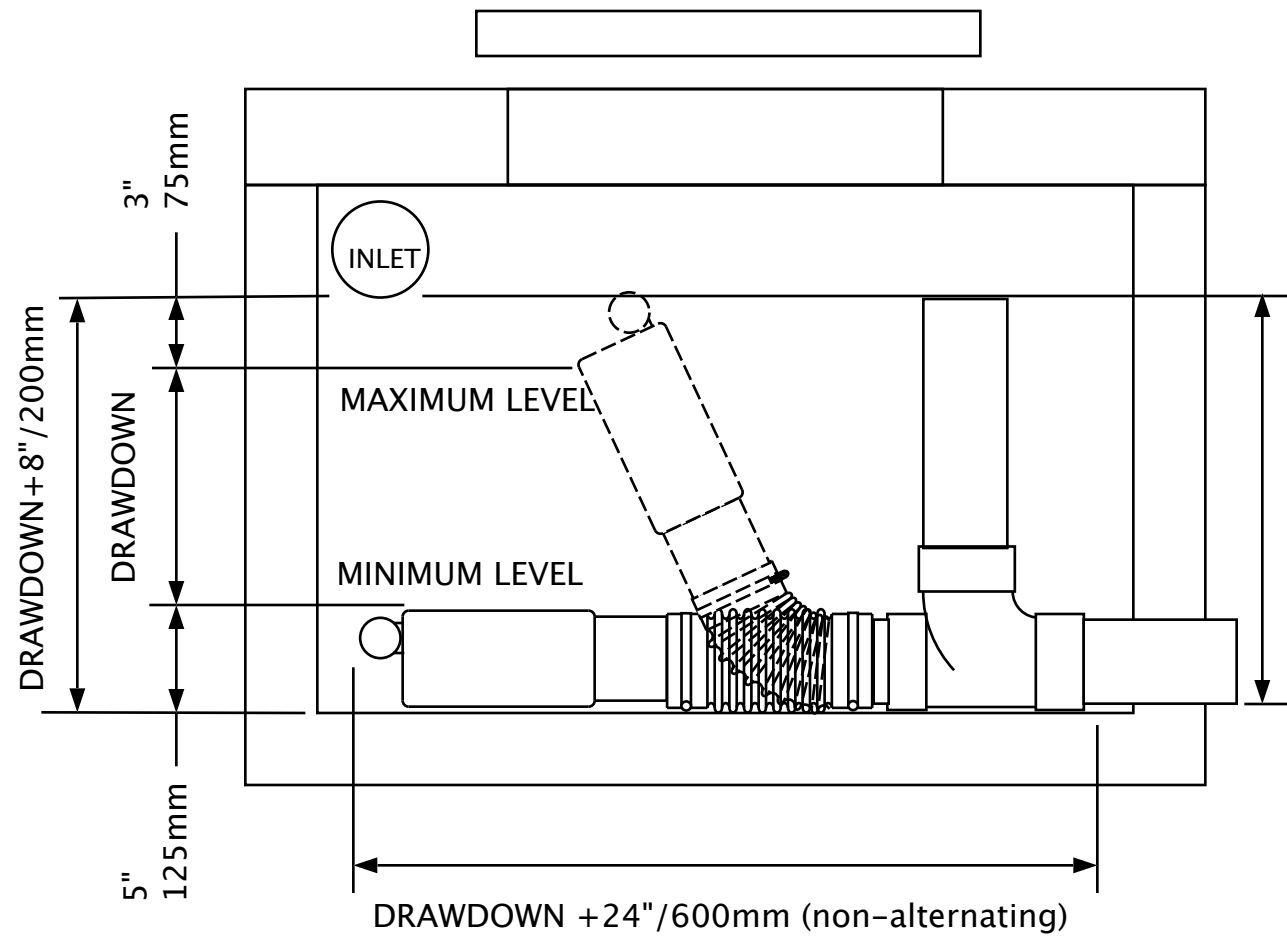 3"
75mm
INLET
DRAWDOWN+8"/200mm
DRAWDOWN
MAXIMUM LEVEL
MINIMUM LEVEL
5"
125mm
DRAWDOWN +24"/600mm (non-alternating)